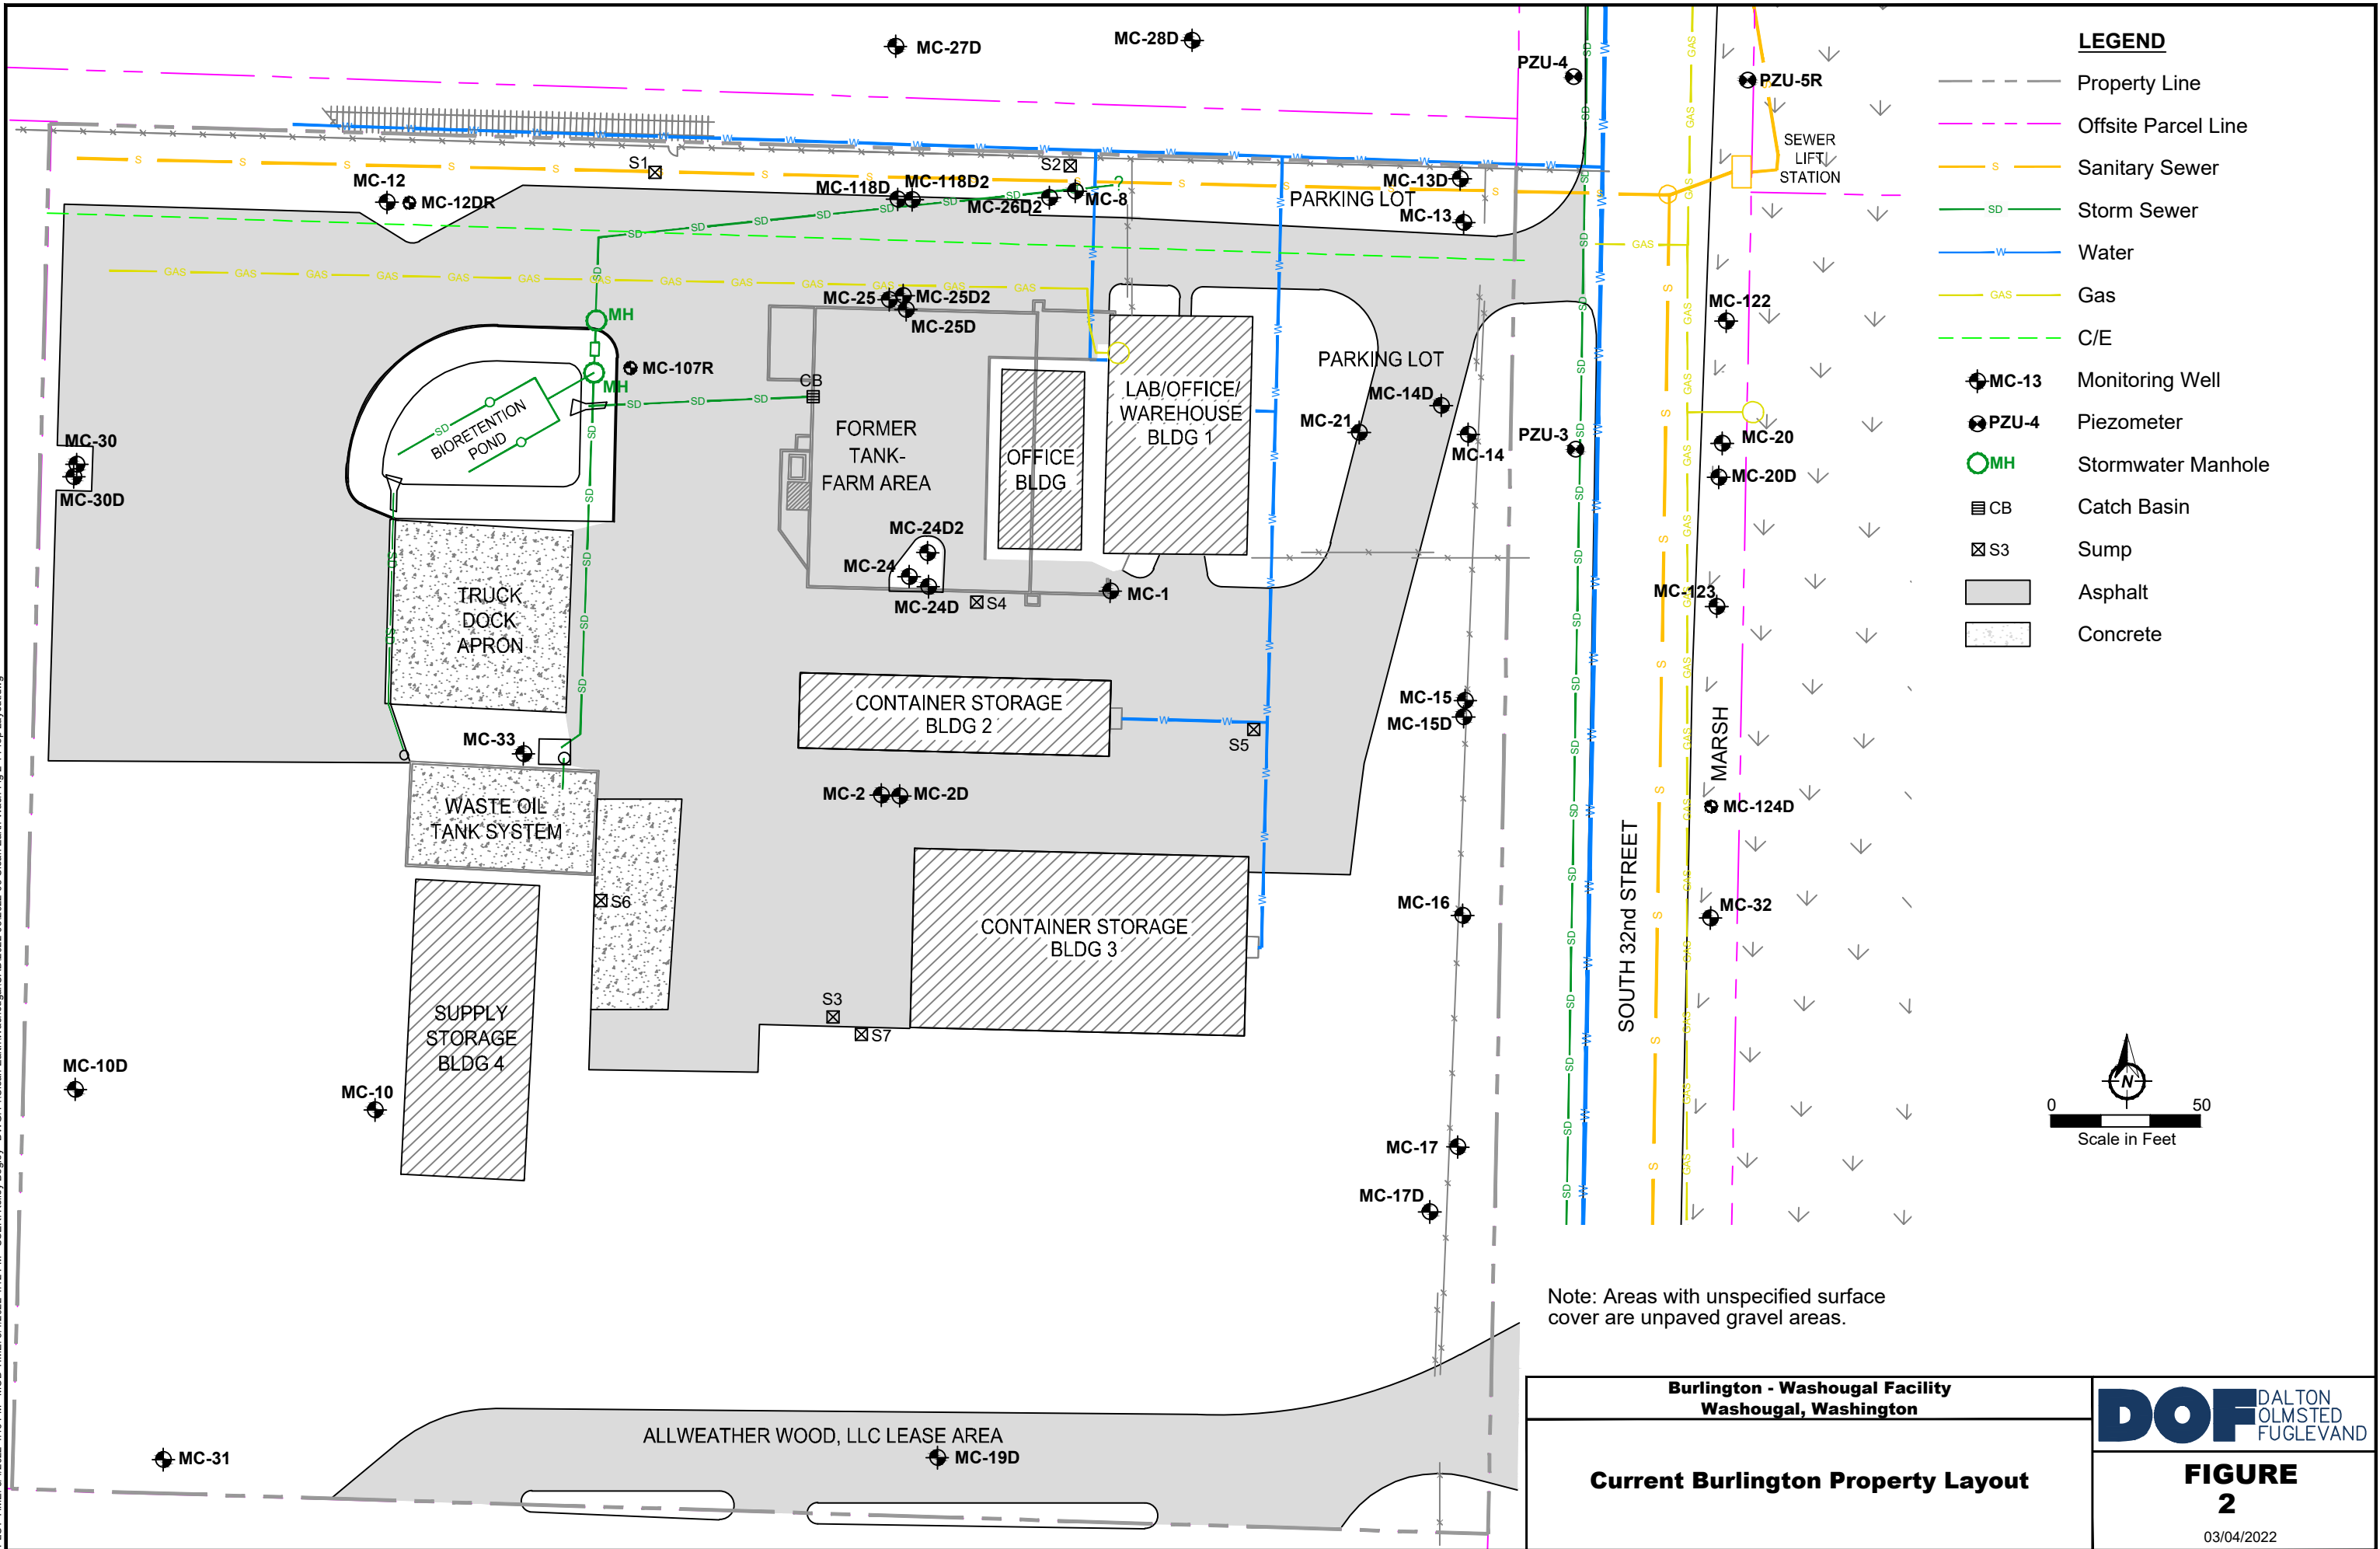 MC-27D
MC-28D
PZU-4
PZU-5R
SEWER
LIFT
STATION
S1
S2
MC-12
MC-12DR
MC-118D
MC-118D2
MC-26D2
MC-8
?
MC-13D
PARKING LOT
MC-13
MH
MC-25
MC-25D2
MC-25D
MC-122
MC-107R
MH
CB
BIORETENTION
POND
FORMER
TANK-
FARM AREA
OFFICE
BLDG
LAB/OFFICE/
WAREHOUSE
BLDG 1
PARKING LOT
MC-14D
MC-21
MC-14
PZU-3
MC-20
MC-20D
MC-30
MC-30D
MC-24D2
MC-24
MC-24D
S4
MC-1
MC-123
TRUCK
DOCK
APRON
CONTAINER STORAGE
BLDG 2
S5
MC-15
MC-15D
MARSH
MC-33
MC-2
MC-2D
WASTE OIL
TANK SYSTEM
MC-124D
S6
CONTAINER STORAGE
BLDG 3
MC-16
MC-32
SOUTH 32nd STREET
S3
S7
SUPPLY
STORAGE
BLDG 4
MC-10D
MC-10
MC-17
MC-17D
ALLWEATHER WOOD, LLC LEASE AREA
MC-31
MC-19D
LEGEND
Property Line
Offsite Parcel Line
S Sanitary Sewer
SD Storm Sewer
W Water
GAS Gas
C/E
MC-13 Monitoring Well
PZU-4 Piezometer
MH Stormwater Manhole
CB Catch Basin
S3 Sump
Asphalt
Concrete
N
0 50
Scale in Feet
Note: Areas with unspecified surface
cover are unpaved gravel areas.
Burlington - Washougal Facility
Washougal, Washington
Current Burlington Property Layout
DOF
DALTON
OLMSTED
FUGLEVAND
FIGURE
2
03/04/2022